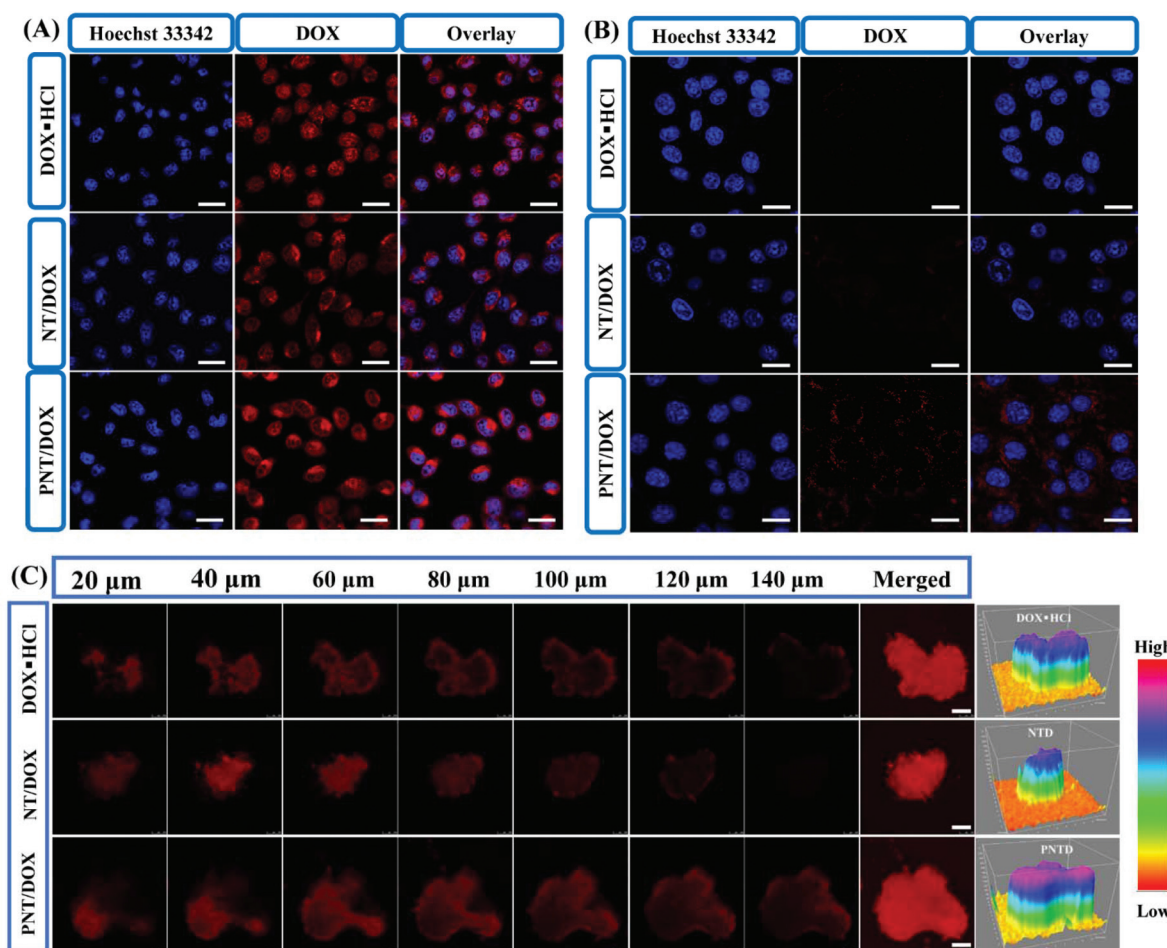 (A)
Hoechst 33342 DOX Overlay
DOX▪HCl
NT/DOX
PNT/DOX
(B)
Hoechst 33342 DOX Overlay
DOX▪HCl
NT/DOX
PNT/DOX
(C)
20 μm 40 μm 60 μm 80 μm 100 μm 120 μm 140 μm Merged
DOX▪HCl
NT/DOX
PNT/DOX
DOX▪HCl
NTD
PNTD
High
Low